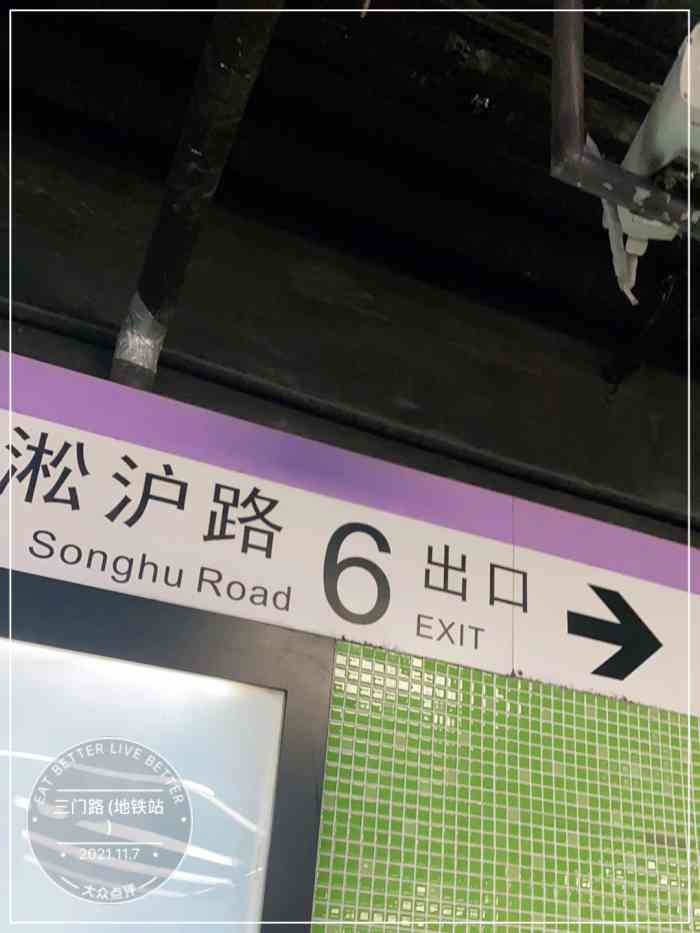 淞沪路
Songhu Road
6
出口
EXIT
EAT BETTER LIVE BETTER
三门路 (地铁站
)
2021.11.7
大众点评